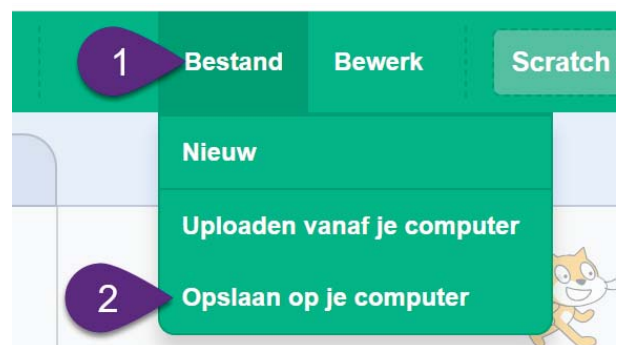 1 Bestand Bewerk Scratch
Nieuw
Uploaden vanaf je computer
2 Opslaan op je computer